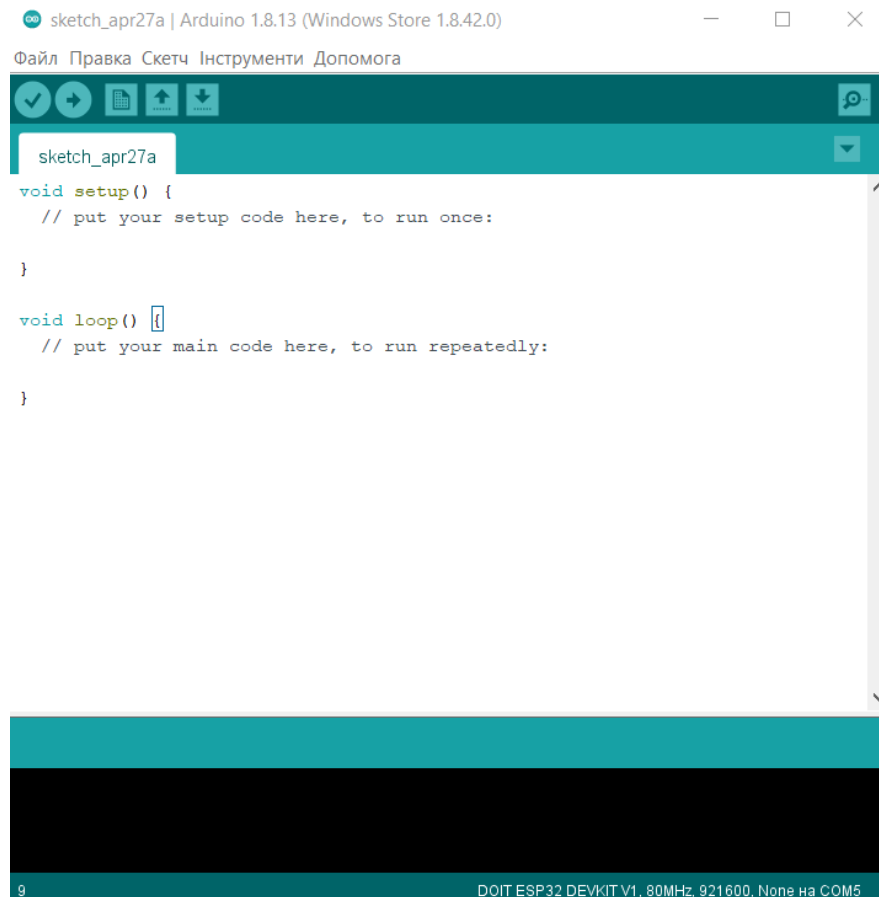 sketch_apr27a | Arduino 1.8.13 (Windows Store 1.8.42.0)
Файл Правка Скетч Інструменти Допомога
sketch_apr27a
void setup() {
  // put your setup code here, to run once:
}
void loop() {
  // put your main code here, to run repeatedly:
}
9 DOIT ESP32 DEVKIT V1, 80MHz, 921600, None на COM5